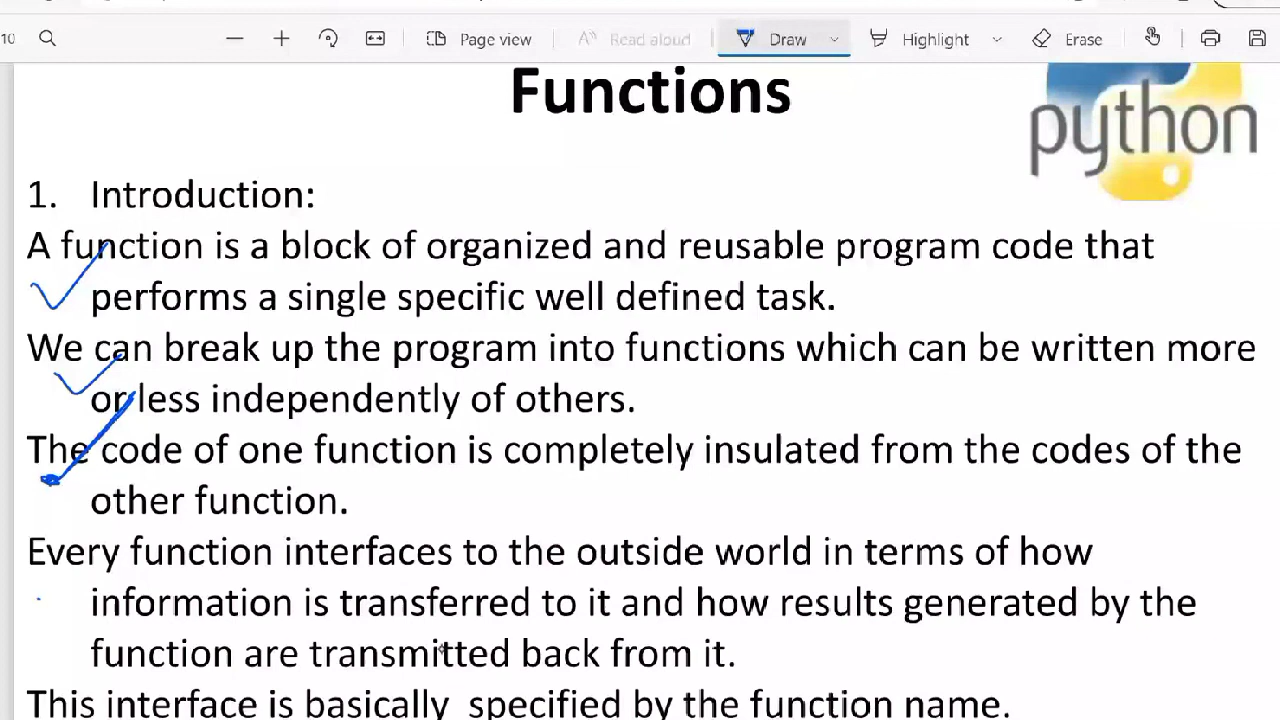 10
Page view
Read aloud
Draw
Highlight
Erase
Functions
python
1. Introduction:
A function is a block of organized and reusable program code that
performs a single specific well defined task.
We can break up the program into functions which can be written more
or less independently of others.
The code of one function is completely insulated from the codes of the
other function.
Every function interfaces to the outside world in terms of how
information is transferred to it and how results generated by the
function are transmitted back from it.
This interface is basically specified by the function name.